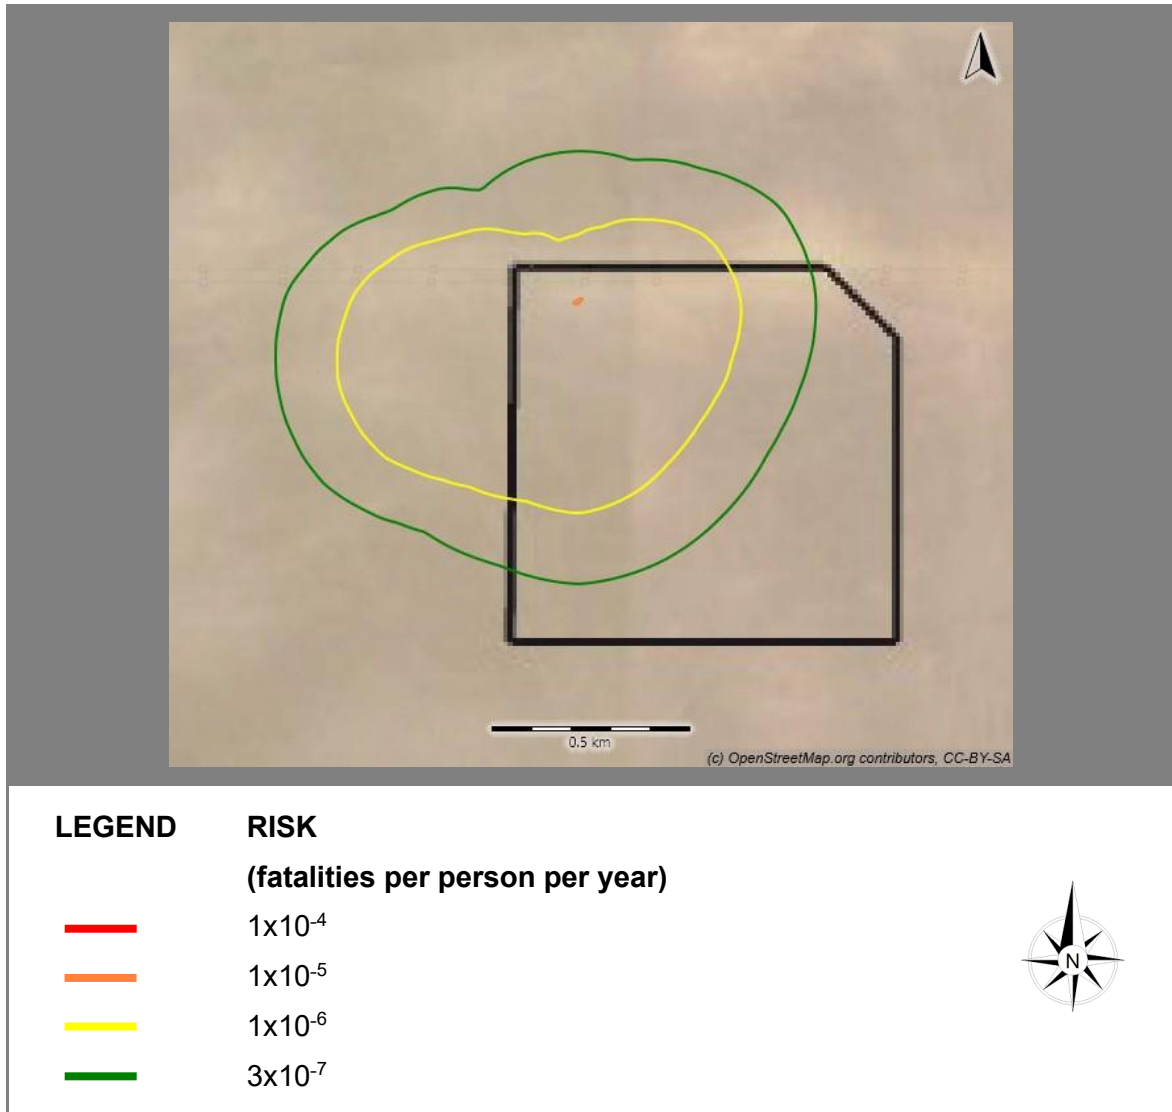 0.5 km
(c) OpenStreetMap.org contributors, CC-BY-SA
LEGEND RISK
(fatalities per person per year)
1x10⁻⁴
1x10⁻⁵
1x10⁻⁶
N
3x10⁻⁷